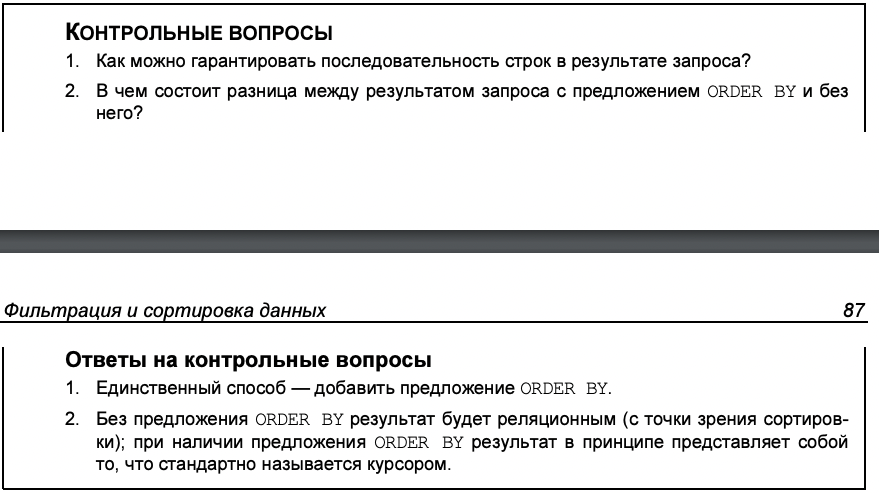 КОНТРОЛЬНЫЕ ВОПРОСЫ
1. Как можно гарантировать последовательность строк в результате запроса?
2. В чем состоит разница между результатом запроса с предложением ORDER BY и без
него?
Фильтрация и сортировка данных 87
Ответы на контрольные вопросы
1. Единственный способ — добавить предложение ORDER BY.
2. Без предложения ORDER BY результат будет реляционным (с точки зрения сортиров-
ки); при наличии предложения ORDER BY результат в принципе представляет собой
то, что стандартно называется курсором.